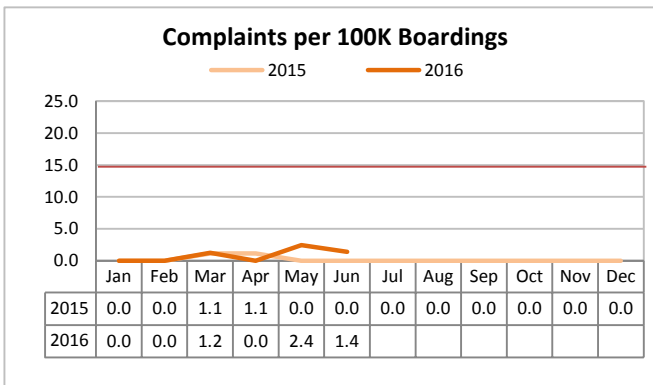 Complaints per 100K Boardings
2015 2016
25.0
20.0
15.0
10.0
5.0
0.0
Jan Feb Mar Apr May Jun Jul Aug Sep Oct Nov Dec
2015 0.0 0.0 1.1 1.1 0.0 0.0 0.0 0.0 0.0 0.0 0.0 0.0
2016 0.0 0.0 1.2 0.0 2.4 1.4